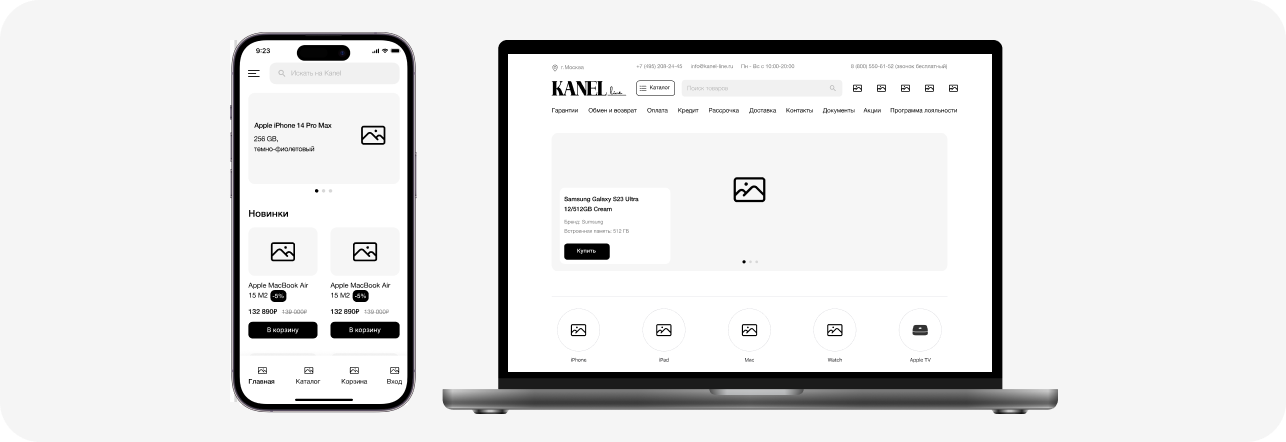 9:23
Искать на Kanel
Apple iPhone 14 Pro Max
256 GB,
темно-фиолетовый
Новинки
Apple MacBook Air
15 M2 -5%
132 890₽ 139 000₽
В корзину
Apple MacBook Air
15 M2 -5%
132 890₽ 139 000₽
В корзину
Главная Каталог Корзина Вход
г. Москва +7 (495) 208-24-45 info@kanel-line.ru Пн - Вс с 10:00-20:00 8 (800) 550-61-52 (звонок бесплатный)
KANEL line Каталог Поиск товаров
Гарантии Обмен и возврат Оплата Кредит Рассрочка Доставка Контакты Документы Акции Программа лояльности
Samsung Galaxy S23 Ultra
12/512GB Cream
Бренд: Samsung
Встроенная память: 512 ГБ
Купить
iPhone iPad Mac Watch Apple TV